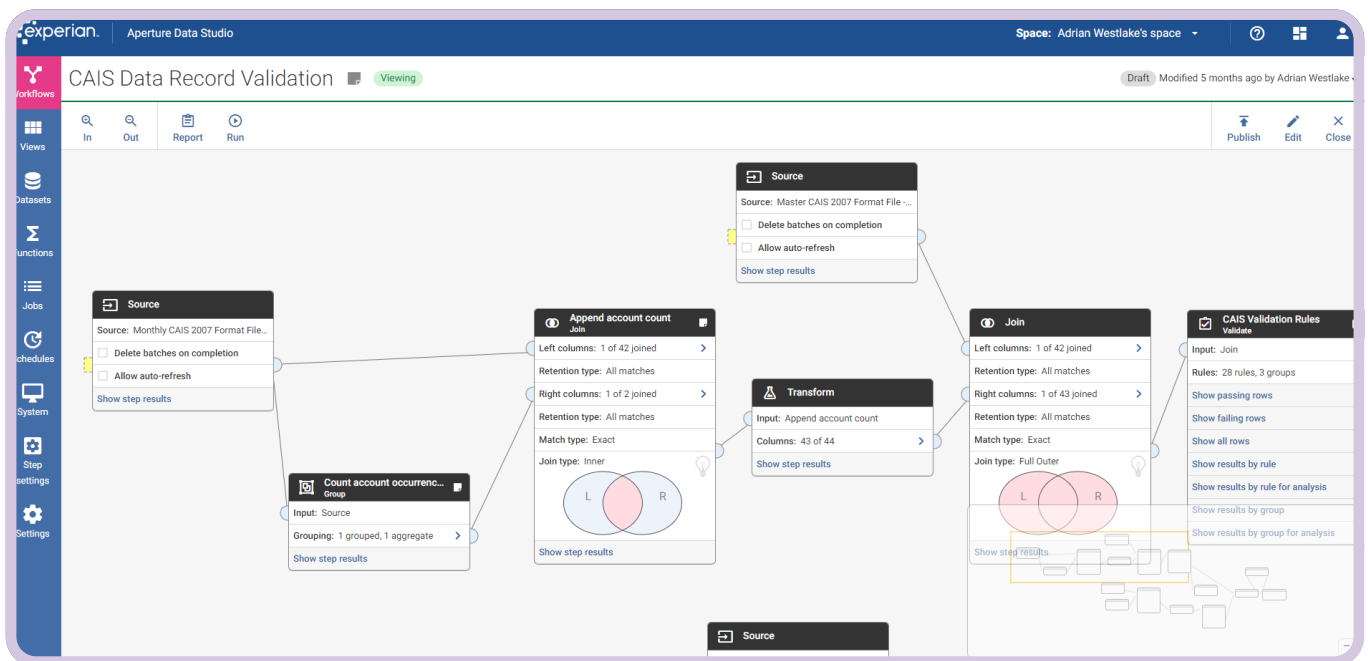 experian.
Aperture Data Studio
Space: Adrian Westlake's space
Workflows
CAIS Data Record Validation
Viewing
Draft
Modified 5 months ago by Adrian Westlake
In
Out
Report
Run
Publish
Edit
Close
Views
Datasets
Functions
Jobs
Schedules
System
Step
settings
Settings
Source
Source: Monthly CAIS 2007 Format File...
Delete batches on completion
Allow auto-refresh
Show step results
Count account occurrenc...
Group
Input: Source
Grouping: 1 grouped, 1 aggregate
Show step results
Append account count
Join
Left columns: 1 of 42 joined
Retention type: All matches
Right columns: 1 of 2 joined
Retention type: All matches
Match type: Exact
Join type: Inner
L
R
Show step results
Source
Source: Master CAIS 2007 Format File -...
Delete batches on completion
Allow auto-refresh
Show step results
Transform
Input: Append account count
Columns: 43 of 44
Show step results
Join
Left columns: 1 of 42 joined
Retention type: All matches
Right columns: 1 of 43 joined
Retention type: All matches
Match type: Exact
Join type: Full Outer
L
R
Show step results
CAIS Validation Rules
Validate
Input: Join
Rules: 28 rules, 3 groups
Show passing rows
Show failing rows
Show all rows
Show results by rule
Show results by rule for analysis
Show results by group
Show results by group for analysis
Source